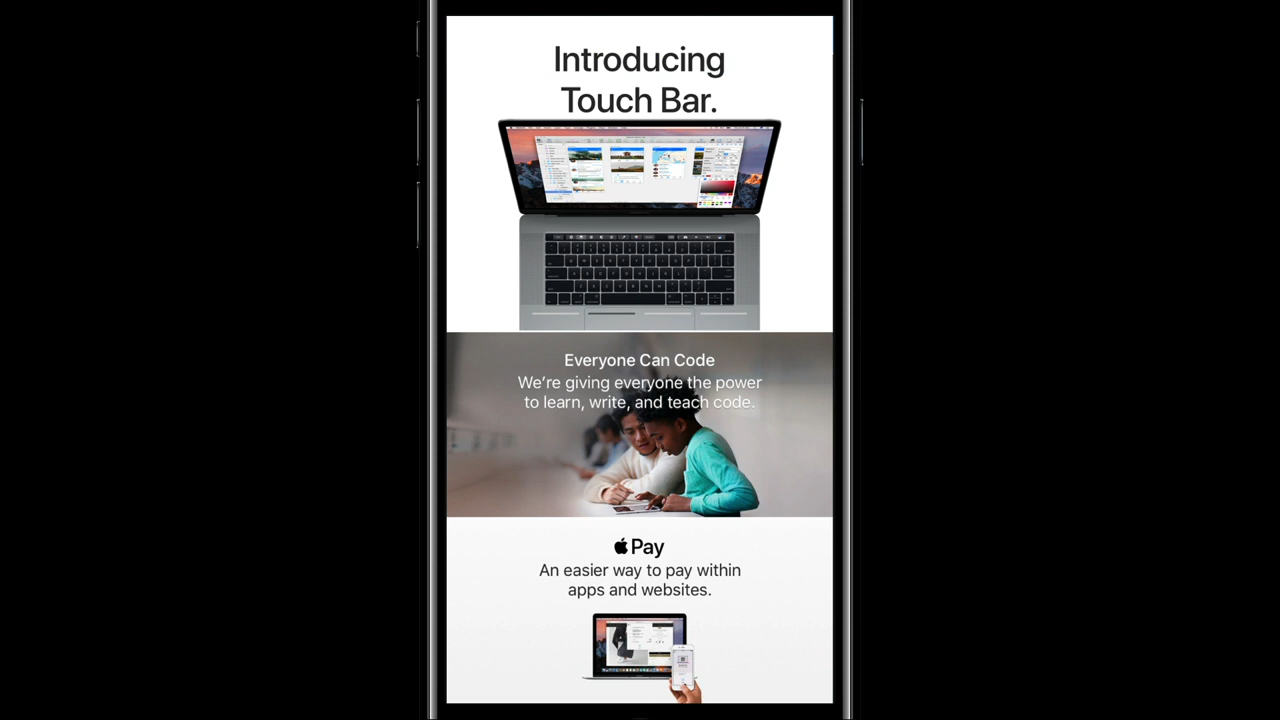 Introducing
Touch Bar.
Everyone Can Code
We’re giving everyone the power
to learn, write, and teach code.
Pay
An easier way to pay within
apps and websites.